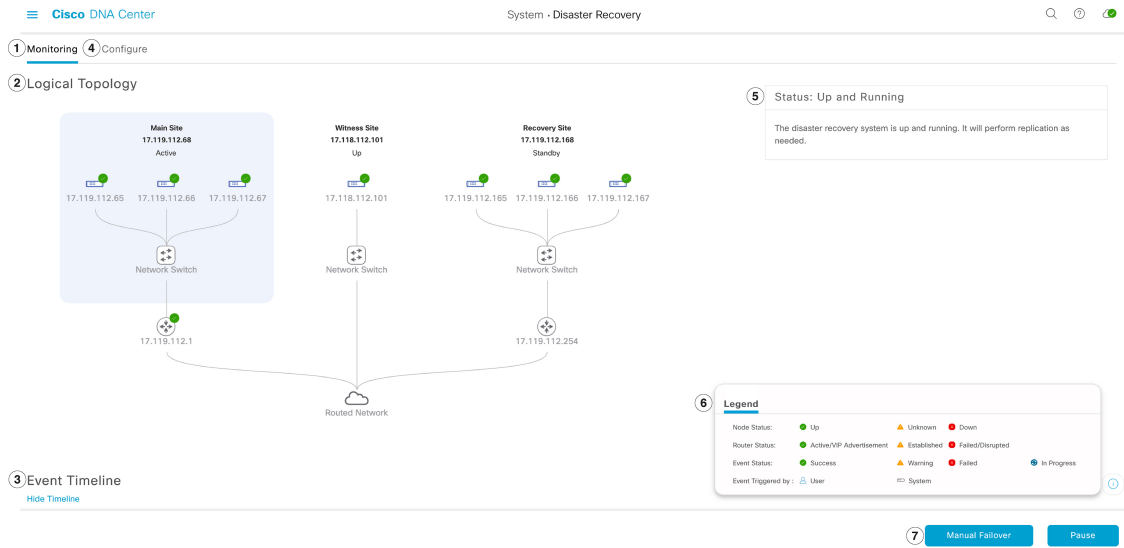 Cisco DNA Center
System · Disaster Recovery
1 Monitoring 4 Configure
2 Logical Topology
5 Status: Up and Running
The disaster recovery system is up and running. It will perform replication as
needed.
Main Site
17.119.112.68
Active
Witness Site
17.118.112.101
Up
Recovery Site
17.119.112.168
Standby
17.119.112.65 17.119.112.66 17.119.112.67
17.118.112.101
17.119.112.165 17.119.112.166 17.119.112.167
Network Switch
Network Switch
Network Switch
17.119.112.1
17.119.112.254
Routed Network
6 Legend
Node Status: Up Unknown Down
Router Status: Active/VIP Advertisement Established Failed/Disrupted
Event Status: Success Warning Failed In Progress
Event Triggered by : User System
3 Event Timeline
Hide Timeline
7 Manual Failover Pause